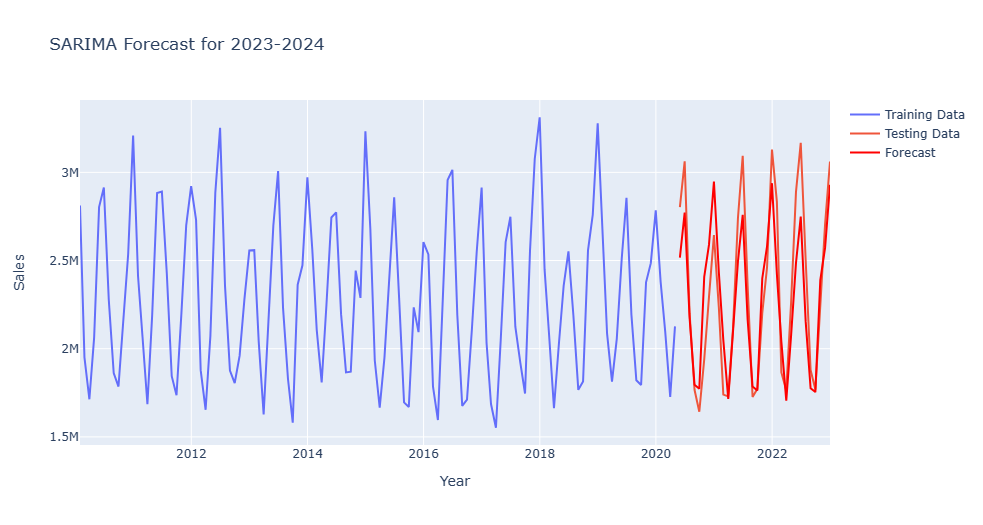 SARIMA Forecast for 2023-2024
Training Data
Testing Data
Forecast
3M
2.5M
2M
1.5M
Sales
2012
2014
2016
2018
2020
2022
Year